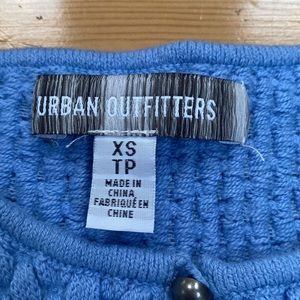 URBAN OUTFITTERS
XS
TP
MADE IN
CHINA
FABRIQUÉ EN
CHINE